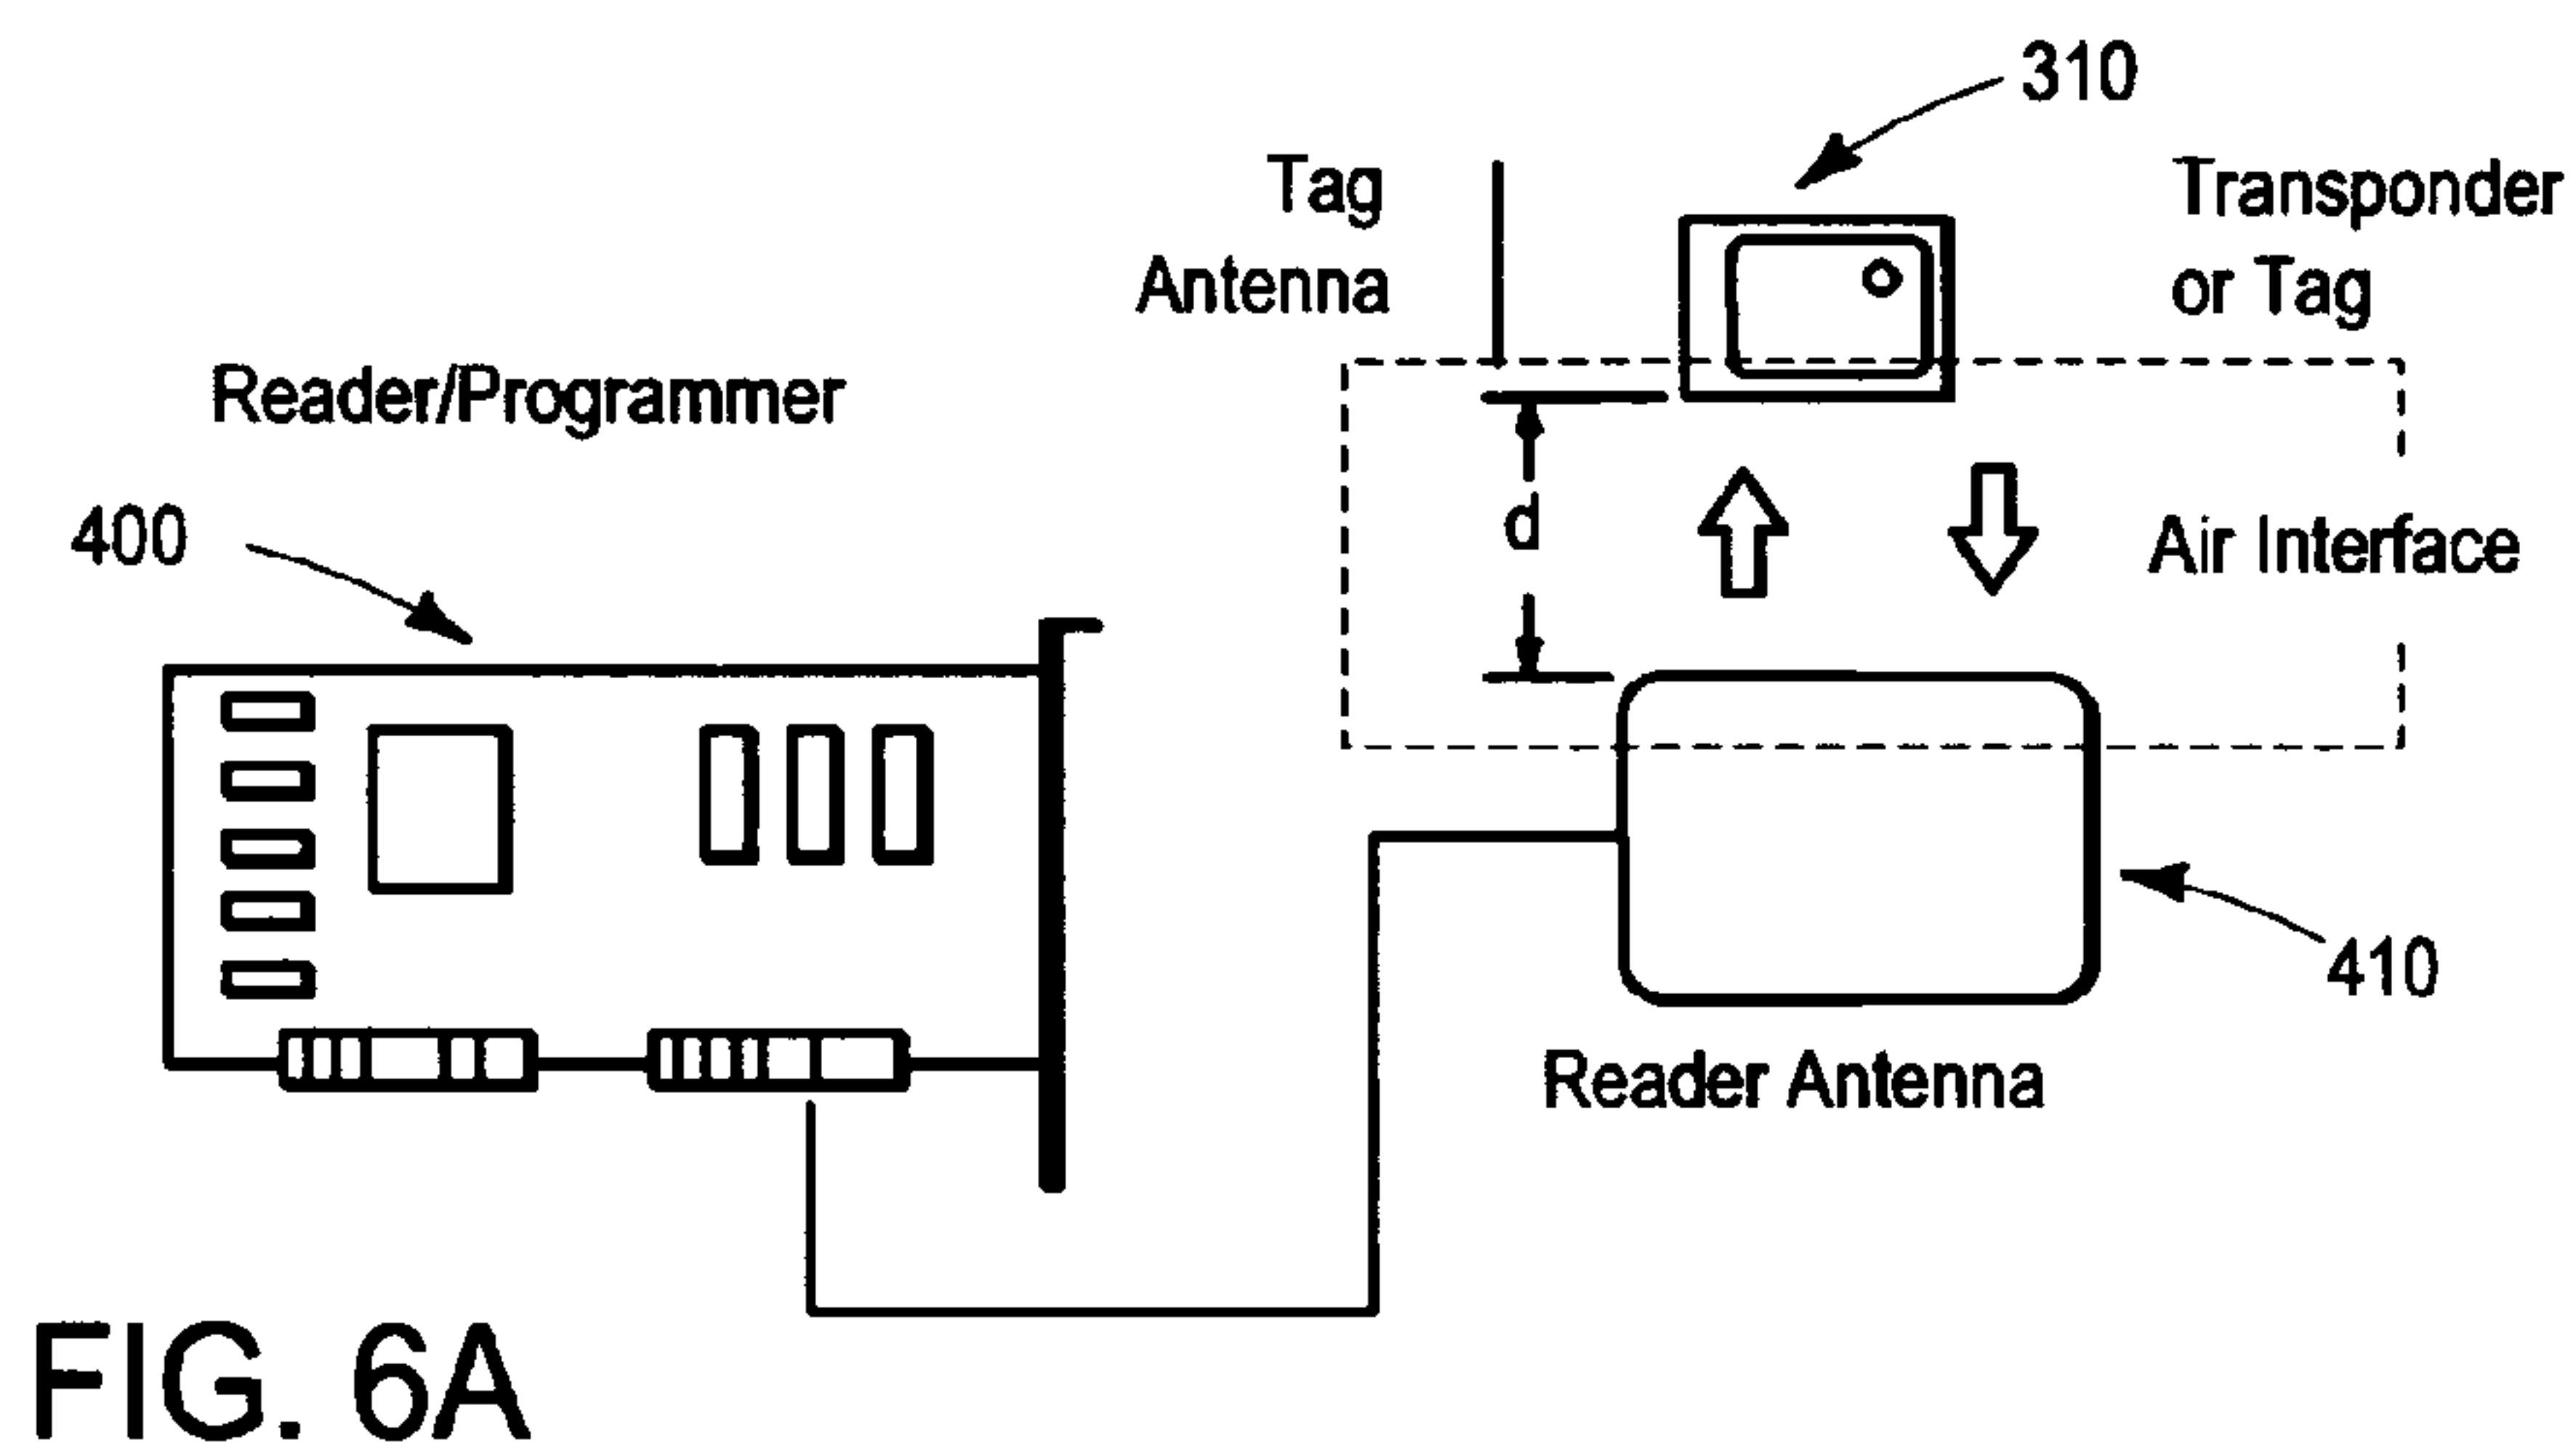 310
Tag
Antenna
Transponder
or Tag
Reader/Programmer
400
d
Air Interface
410
Reader Antenna
FIG. 6A